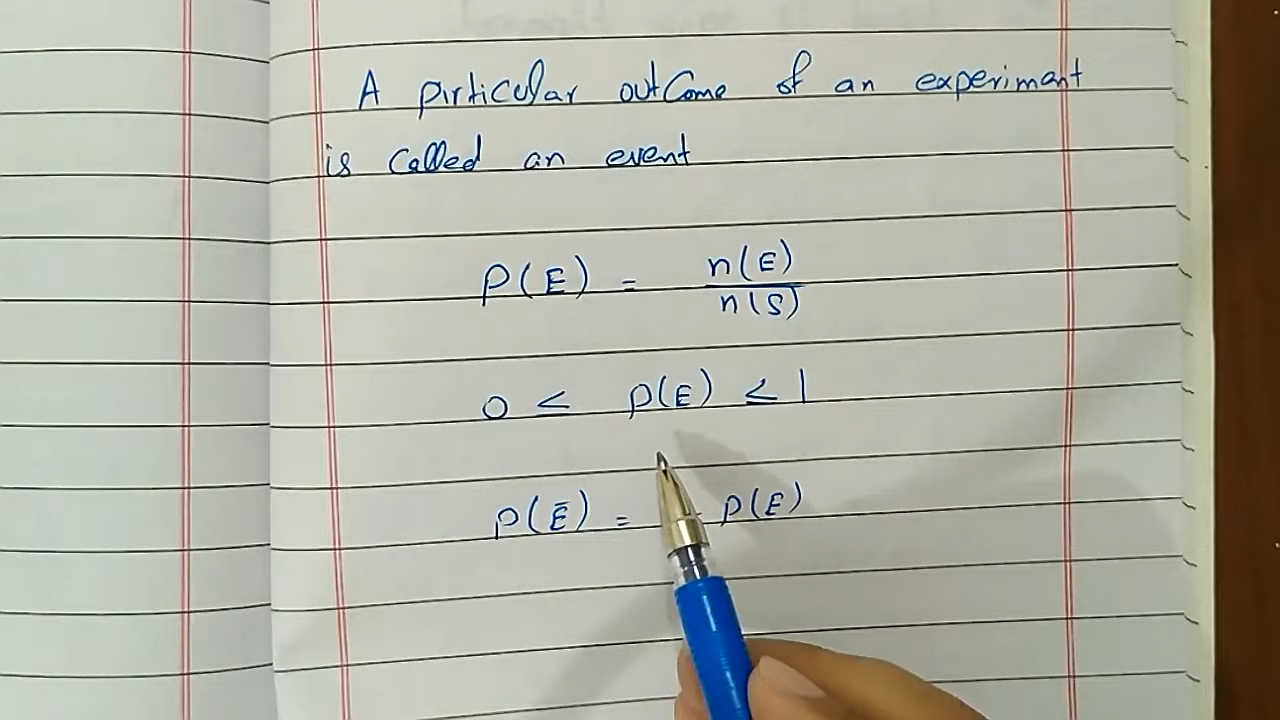 A pirticular outcome of an experimant
is called an event
P(E) = n(E)/n(S)
0 < P(E) ≤ 1
P(Ē) = - P(E)